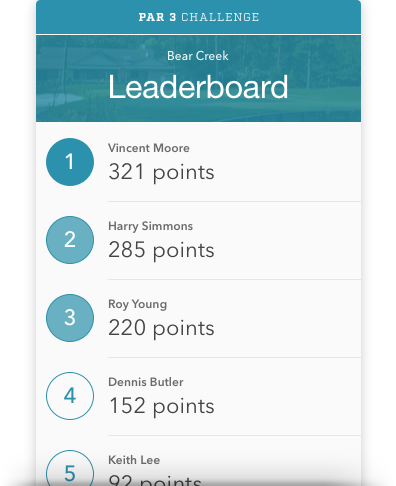 PAR 3 CHALLENGE
Bear Creek
Leaderboard
1
Vincent Moore
321 points
2
Harry Simmons
285 points
3
Roy Young
220 points
4
Dennis Butler
152 points
5
Keith Lee
92 points